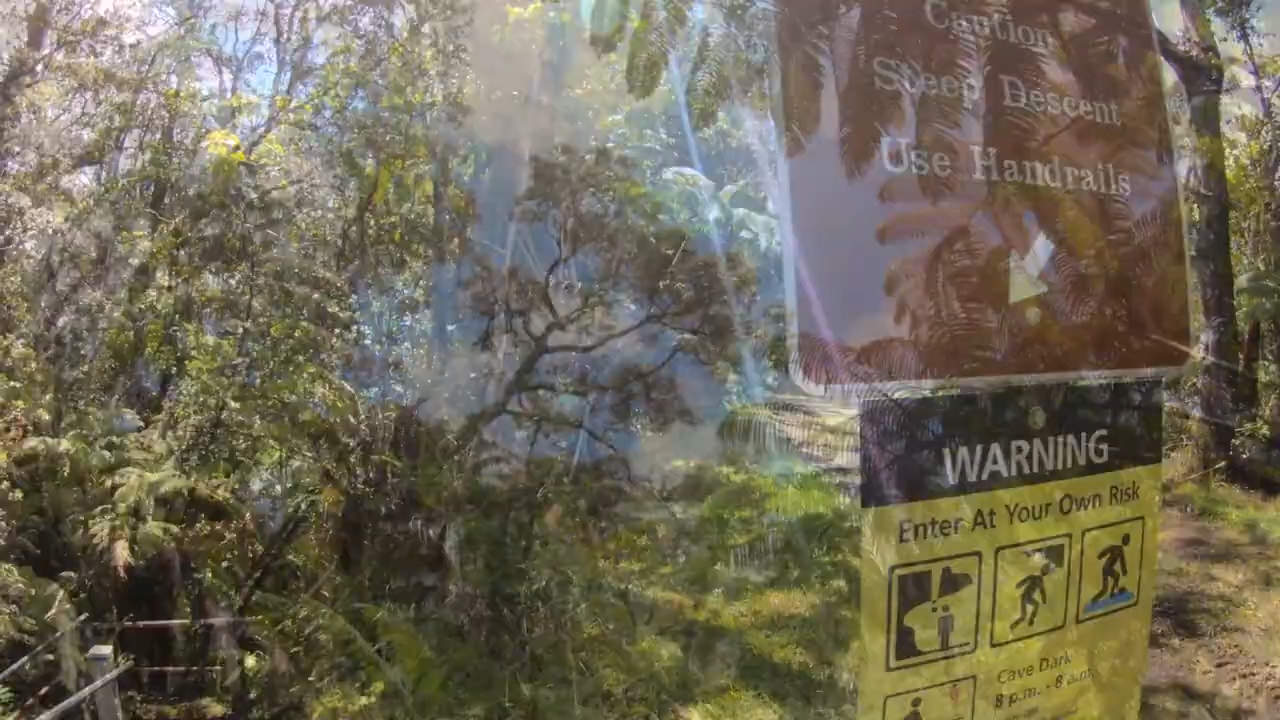 Caution
Steep Descent
Use Handrails
WARNING
Enter At Your Own Risk
Cave Dark
8 p.m. - 8 a.m.